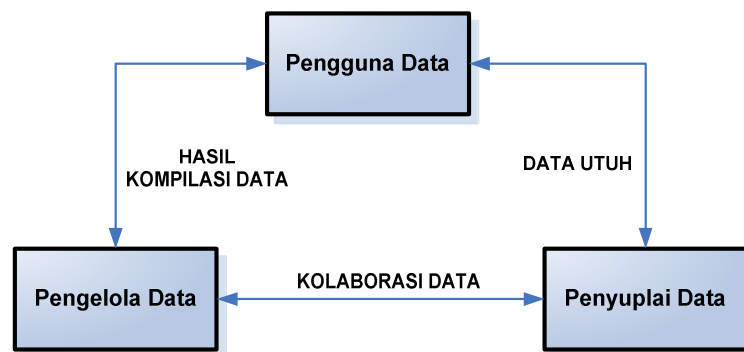 Pengguna Data
HASIL
KOMPILASI DATA
DATA UTUH
Pengelola Data
KOLABORASI DATA
Penyuplai Data